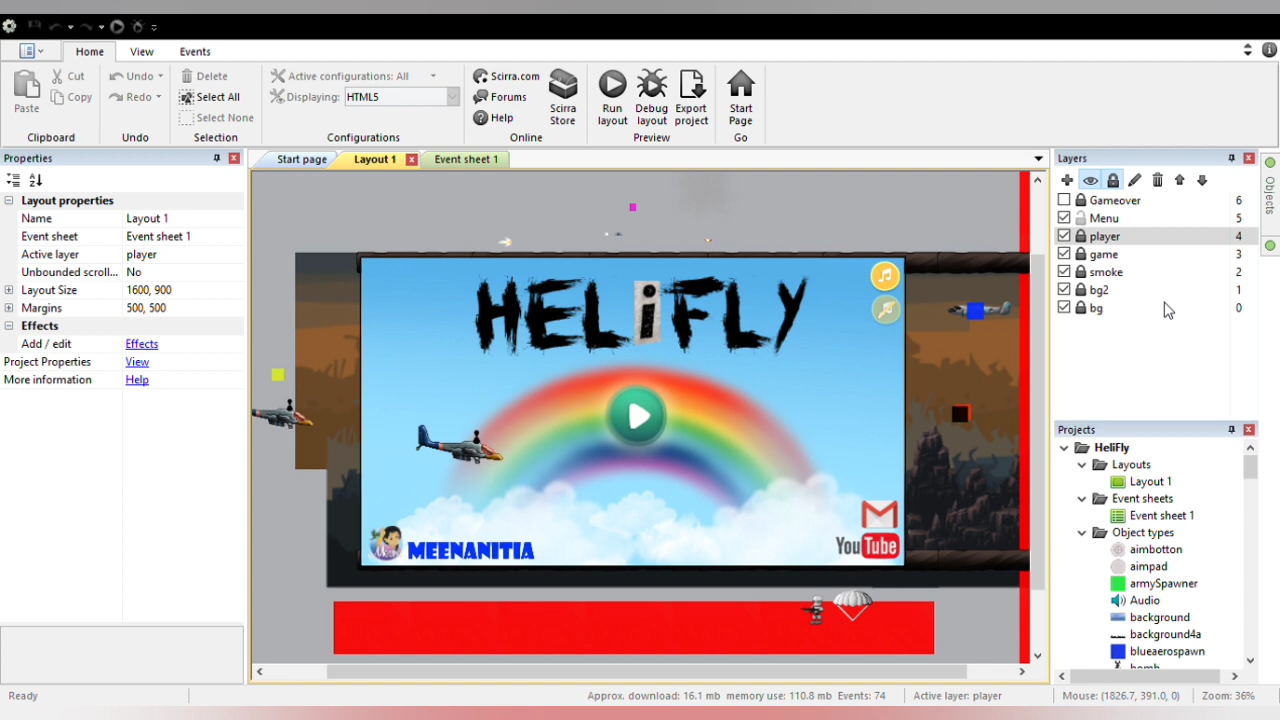 Home
View
Events
Paste
Cut
Copy
Clipboard
Undo
Redo
Undo
Delete
Select All
Select None
Selection
Active configurations: All
Displaying: HTML5
Configurations
Scirra.com
Forums
Help
Scirra Store
Online
Run layout
Debug layout
Export project
Preview
Start Page
Go
Properties
Layout properties
Name Layout 1
Event sheet Event sheet 1
Active layer player
Unbounded scroll... No
Layout Size 1600, 900
Margins 500, 500
Effects
Add / edit Effects
Project Properties View
More information Help
Start page
Layout 1
Event sheet 1
HELiFLY
MEENANITIA
YouTube
Layers
Gameover 6
Menu 5
player 4
game 3
smoke 2
bg2 1
bg 0
Objects
Projects
HeliFly
Layouts
Layout 1
Event sheets
Event sheet 1
Object types
aimbotton
aimpad
armySpawner
Audio
background
background4a
blueaerospawn
bomb
Ready
Approx. download: 16.1 mb memory use: 110.8 mb Events: 74
Active layer: player
Mouse: (1826.7, 391.0, 0)
Zoom: 36%